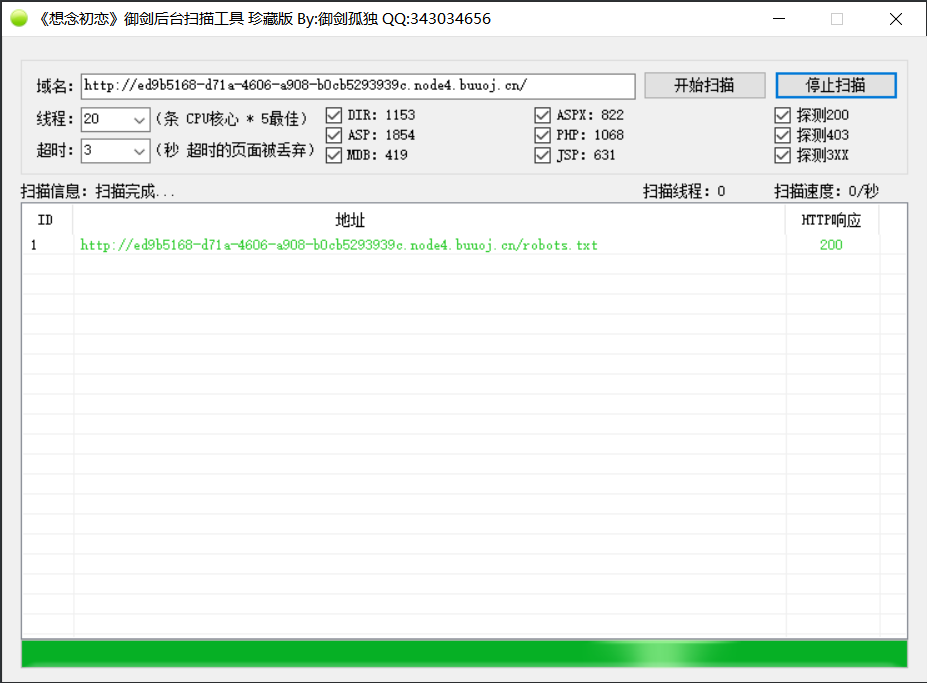 《想念初恋》御剑后台扫描工具 珍藏版 By:御剑孤独 QQ:343034656
域名: http://ed9b5168-d71a-4606-a908-b0cb5293939c.node4.buuoj.cn/ 开始扫描 停止扫描
线程: 20 (条 CPU核心 * 5最佳) DIR: 1153 ASPX: 822 探测200
ASP: 1854 PHP: 1068 探测403
超时: 3 (秒 超时的页面被丢弃) MDB: 419 JSP: 631 探测3XX
扫描信息: 扫描完成... 扫描线程: 0 扫描速度: 0/秒
ID 地址 HTTP响应
1 http://ed9b5168-d71a-4606-a908-b0cb5293939c.node4.buuoj.cn/robots.txt 200